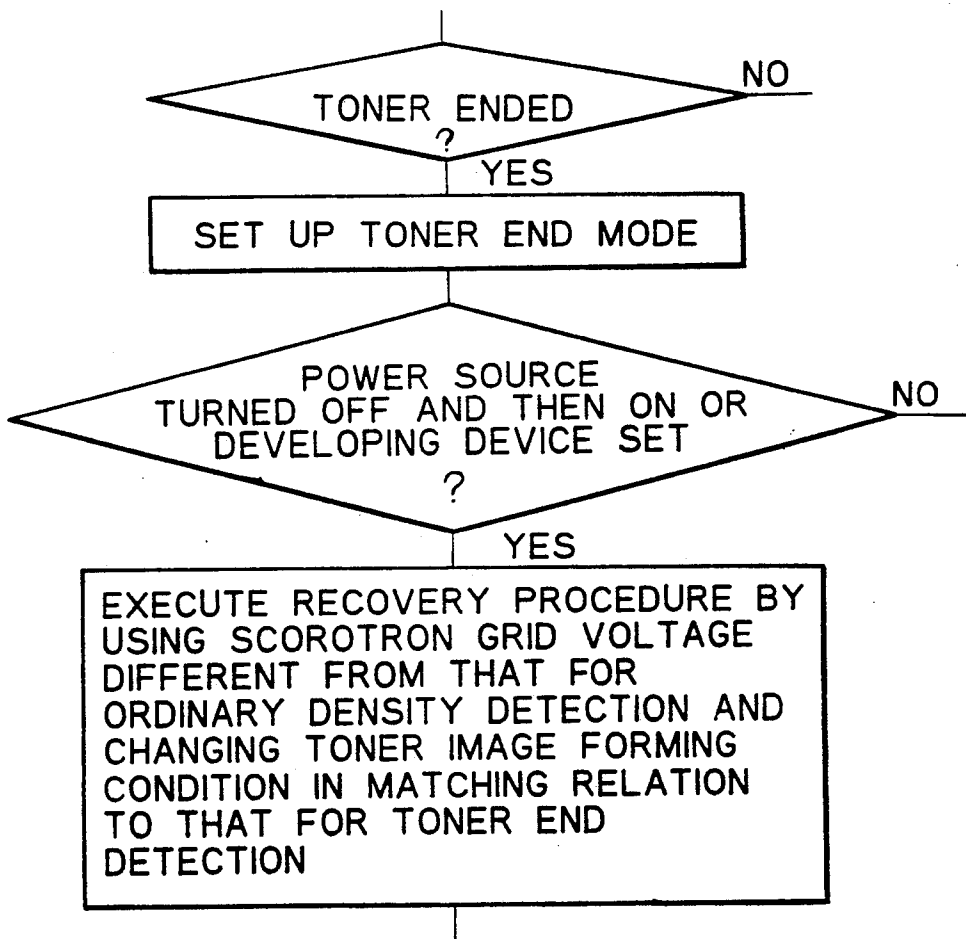 TONER ENDED
?
NO
YES
SET UP TONER END MODE
POWER SOURCE
TURNED OFF AND THEN ON OR
DEVELOPING DEVICE SET
?
NO
YES
EXECUTE RECOVERY PROCEDURE BY
USING SCOROTRON GRID VOLTAGE
DIFFERENT FROM THAT FOR
ORDINARY DENSITY DETECTION AND
CHANGING TONER IMAGE FORMING
CONDITION IN MATCHING RELATION
TO THAT FOR TONER END
DETECTION